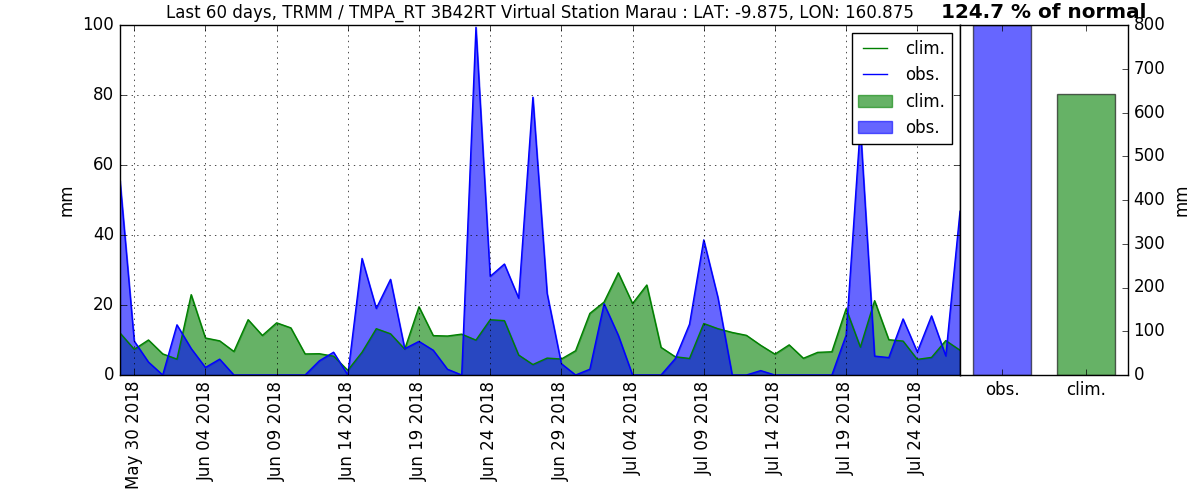 Last 60 days, TRMM / TMPA_RT 3B42RT Virtual Station Marau : LAT: -9.875, LON: 160.875
124.7 % of normal
100
80
60
40
20
0
mm
clim.
obs.
clim.
obs.
May 30 2018
Jun 04 2018
Jun 09 2018
Jun 14 2018
Jun 19 2018
Jun 24 2018
Jun 29 2018
Jul 04 2018
Jul 09 2018
Jul 14 2018
Jul 19 2018
Jul 24 2018
800
700
600
500
400
300
200
100
0
mm
obs.
clim.